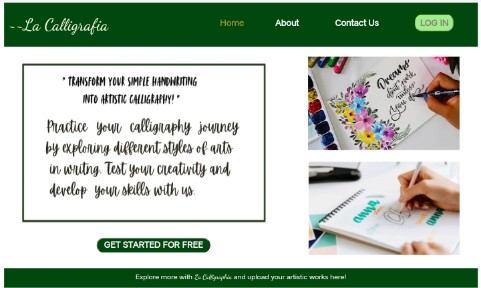 ~~La Calligrafia
Home
About
Contact Us
LOG IN
" TRANSFORM YOUR SIMPLE HANDWRITING
INTO ARTISTIC CALLIGRAPHY! "
Practice your calligraphy journey
by exploring different styles of arts
in writng. Test your creativity and
develop your skills with us.
GET STARTED FOR FREE
Dreams
don't work
unless
you do
Explore more with La Calligraphia and upload your artistic works here!